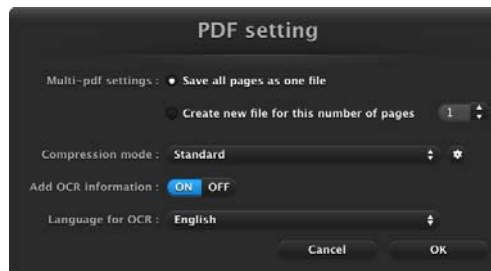 PDF setting
Multi-pdf settings : Save all pages as one file
Create new file for this number of pages 1
Compression mode : Standard
Add OCR information : ON OFF
Language for OCR : English
Cancel OK